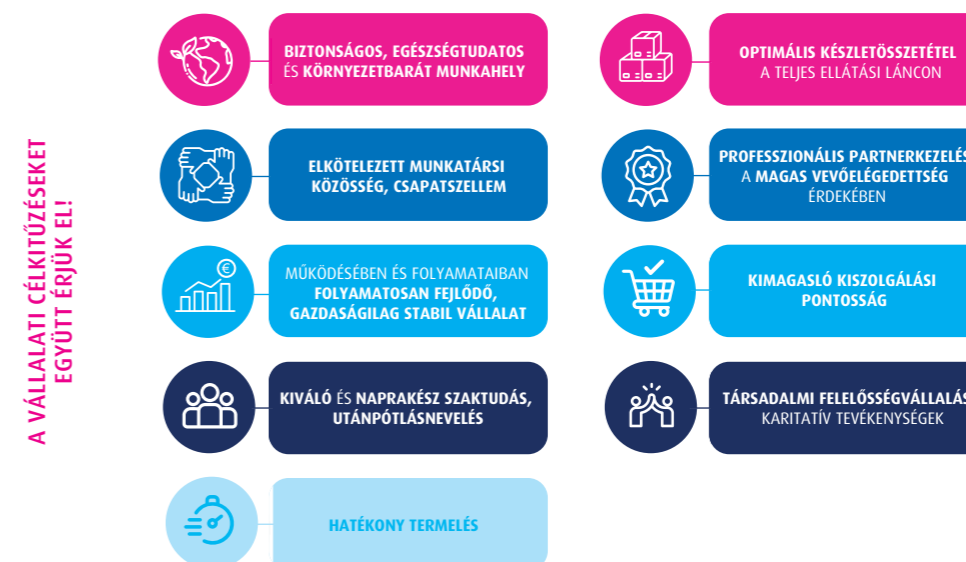 A VÁLLALATI CÉLKITŰZÉSEKET
EGYÜTT ÉRJÜK EL!
BIZTONSÁGOS, EGÉSZSÉGTUDATOS
ÉS KÖRNYEZETBARÁT MUNKAHELY
ELKÖTELEZETT MUNKATÁRSI
KÖZÖSSÉG, CSAPATSZELLEM
MŰKÖDÉSÉBEN ÉS FOLYAMATAIBAN
FOLYAMATOSAN FEJLŐDŐ,
GAZDASÁGILAG STABIL VÁLLALAT
KIVÁLÓ ÉS NAPRAKÉSZ SZAKTUDÁS,
UTÁNPÓTLÁSNEVELÉS
HATÉKONY TERMELÉS
OPTIMÁLIS KÉSZLETÖSSZETÉTEL
A TELJES ELLÁTÁSI LÁNCON
PROFESSZIONÁLIS PARTNERKEZELÉS
A MAGAS VEVŐELÉGEDETTSÉG
ÉRDEKÉBEN
KIMAGASLÓ KISZOLGÁLÁSI
PONTOSSÁG
TÁRSADALMI FELELŐSSÉGVÁLLALÁS
KARITATÍV TEVÉKENYSÉGEK